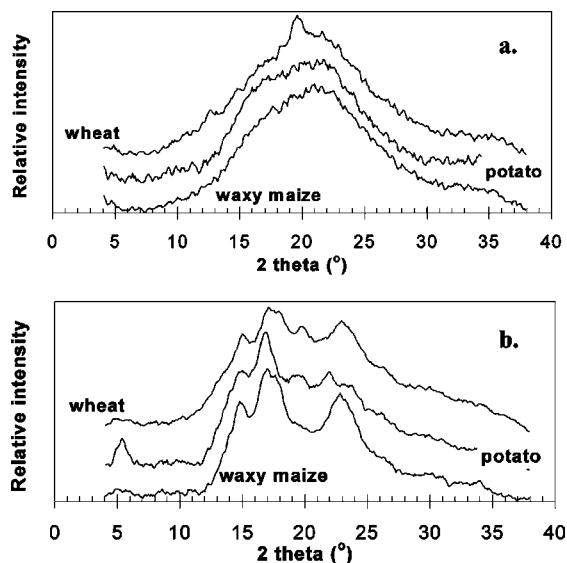 a.
Relative intensity
wheat
potato
waxy maize
0 5 10 15 20 25 30 35 40
2 theta (°)
b.
Relative intensity
wheat
potato
waxy maize
0 5 10 15 20 25 30 35 40
2 theta (°)